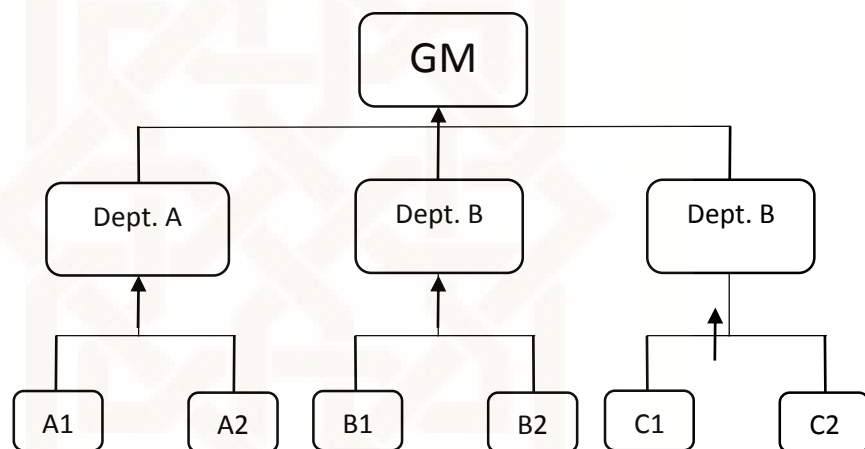 GM
Dept. A
Dept. B
Dept. B
A1
A2
B1
B2
C1
C2